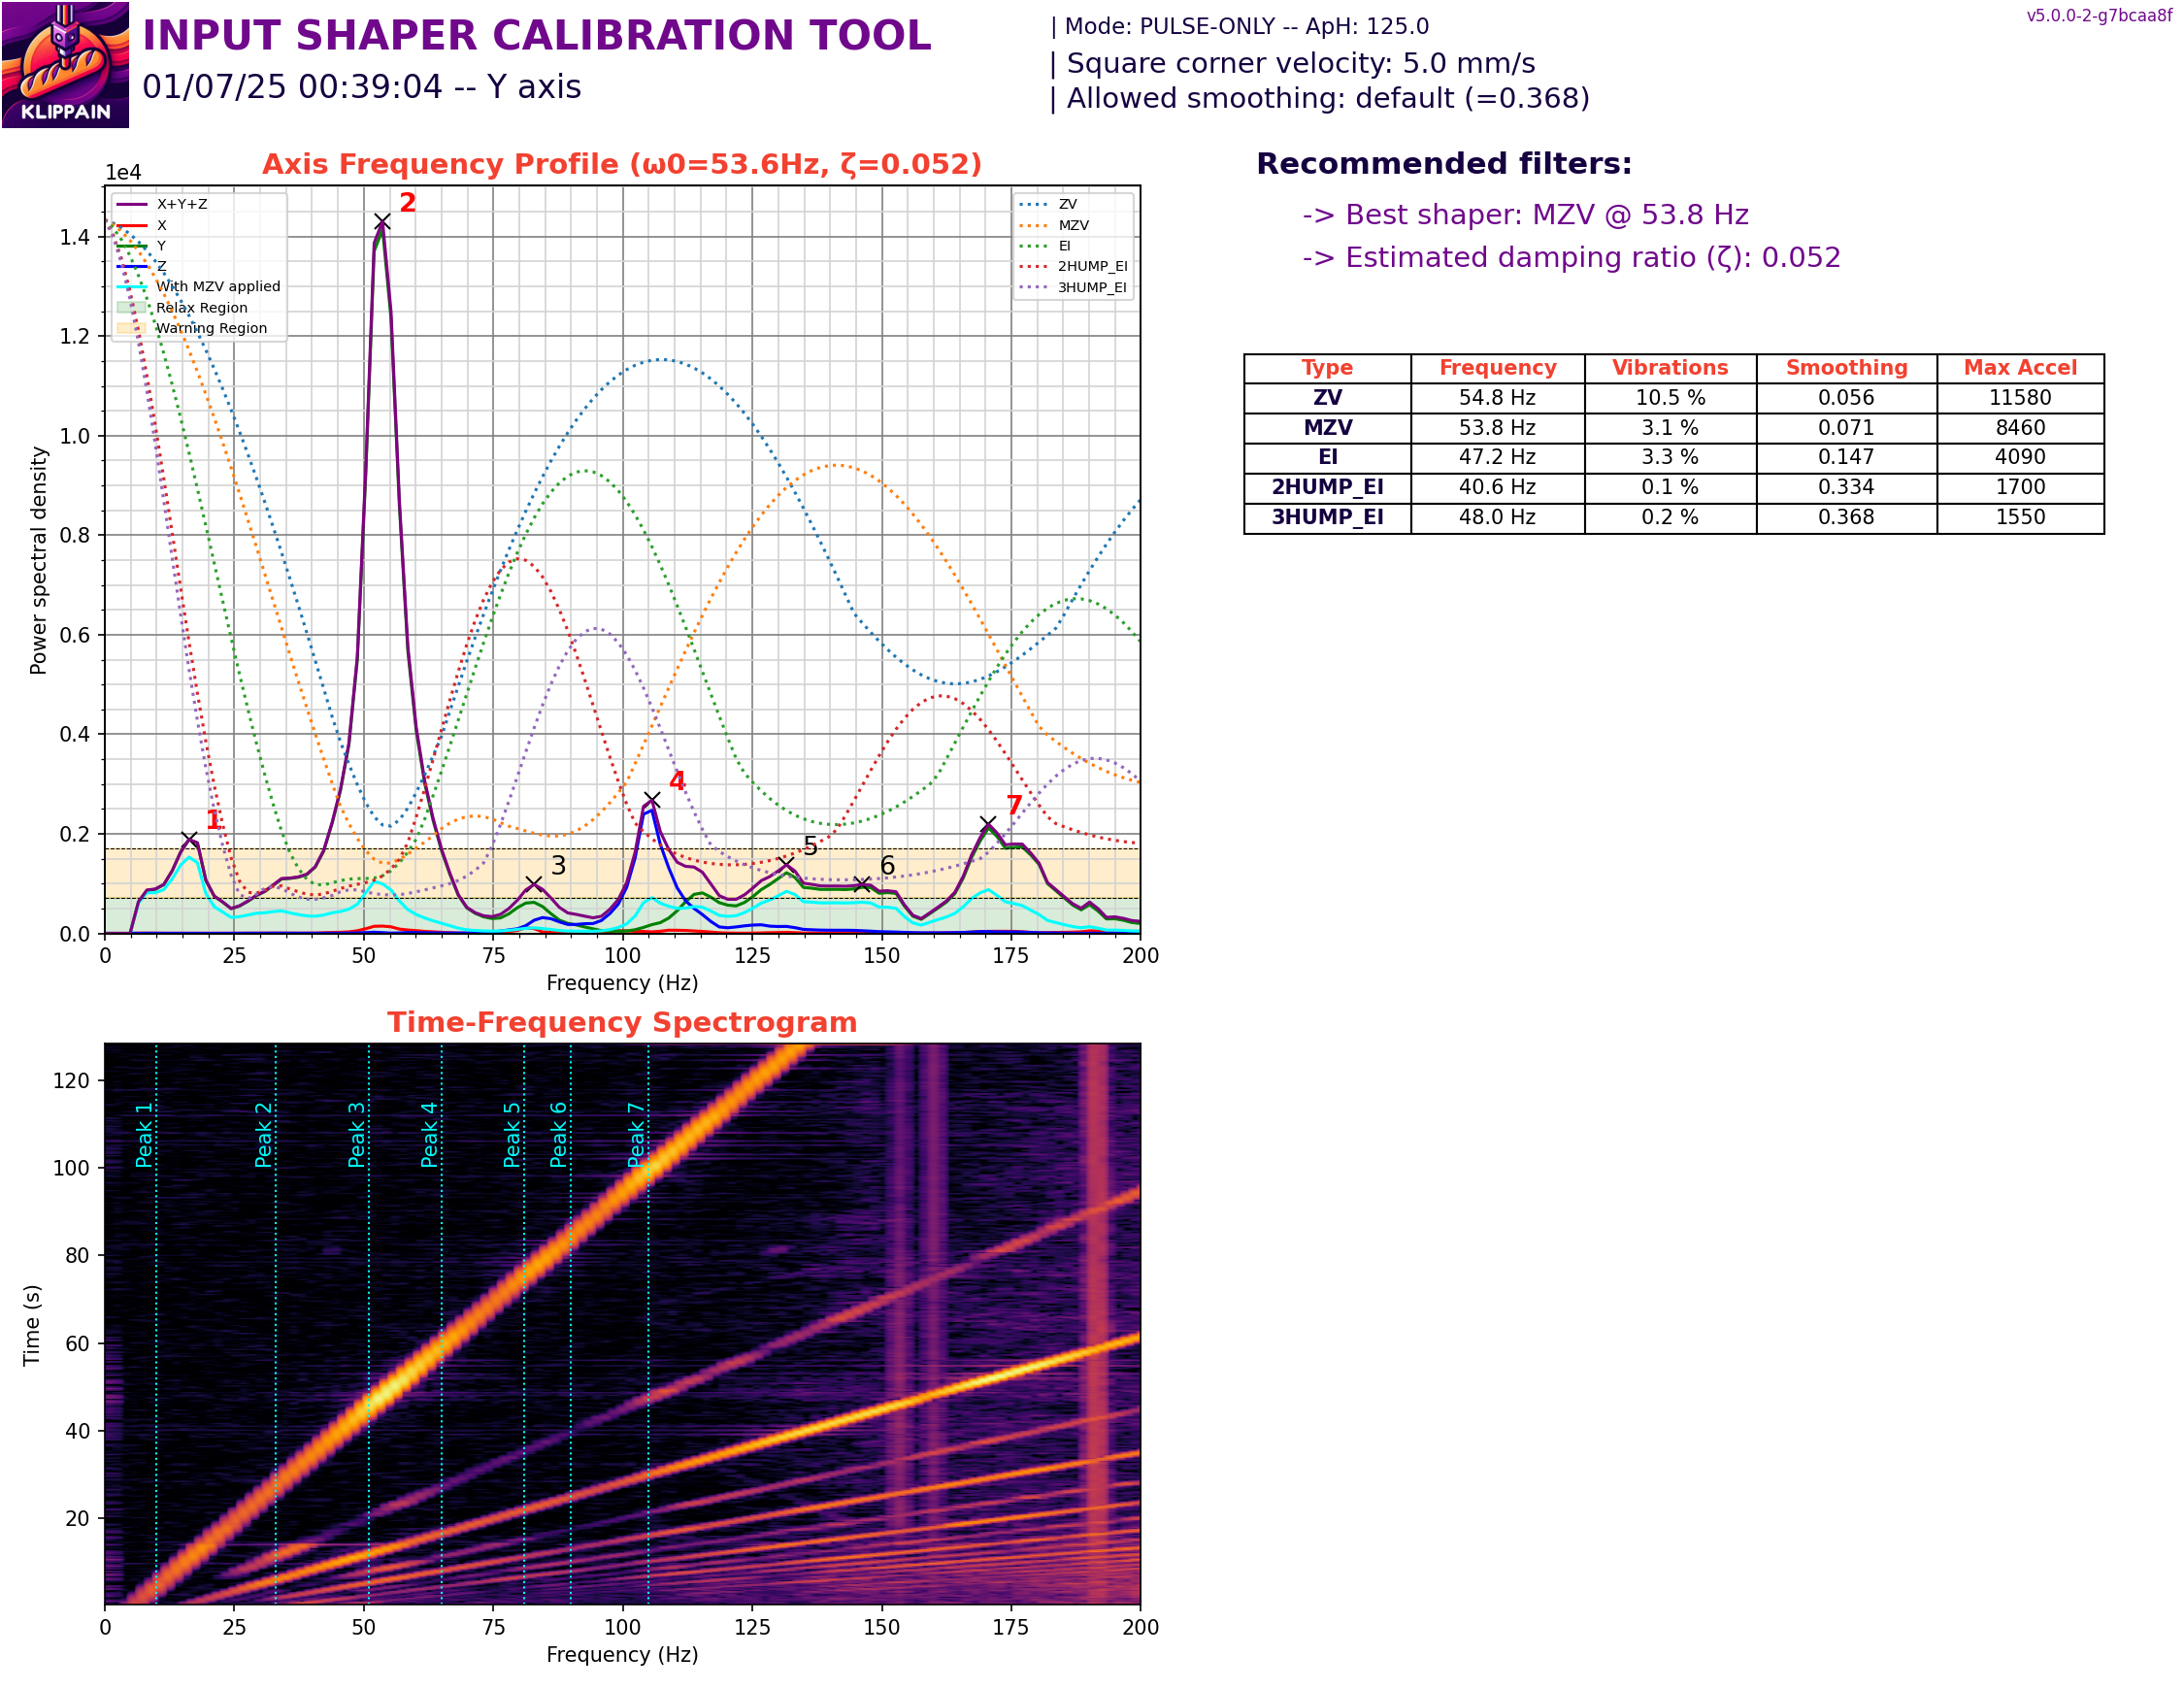 KLIPPAIN
INPUT SHAPER CALIBRATION TOOL
01/07/25 00:39:04 -- Y axis
| Mode: PULSE-ONLY -- ApH: 125.0
| Square corner velocity: 5.0 mm/s
| Allowed smoothing: default (=0.368)
v5.0.0-2-g7bcaa8f
Axis Frequency Profile (ω0=53.6Hz, ζ=0.052)
1e4
X+Y+Z
X
Y
Z
With MZV applied
Relax Region
Warning Region
ZV
MZV
EI
2HUMP_EI
3HUMP_EI
1
2
3
4
5
6
7
Power spectral density
1.4
1.2
1.0
0.8
0.6
0.4
0.2
0.0
0 25 50 75 100 125 150 175 200
Frequency (Hz)
Recommended filters:
-> Best shaper: MZV @ 53.8 Hz
-> Estimated damping ratio (ζ): 0.052
Type Frequency Vibrations Smoothing Max Accel
ZV 54.8 Hz 10.5 % 0.056 11580
MZV 53.8 Hz 3.1 % 0.071 8460
EI 47.2 Hz 3.3 % 0.147 4090
2HUMP_EI 40.6 Hz 0.1 % 0.334 1700
3HUMP_EI 48.0 Hz 0.2 % 0.368 1550
Time-Frequency Spectrogram
Peak 1
Peak 2
Peak 3
Peak 4
Peak 5
Peak 6
Peak 7
Time (s)
120
100
80
60
40
20
0 25 50 75 100 125 150 175 200
Frequency (Hz)